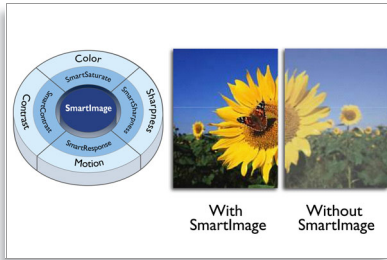 Color
SmartSaturate
Contrast
SmartContrast
SmartImage
SmartSharpness
Sharpness
SmartResponse
Motion
With
SmartImage
Without
SmartImage